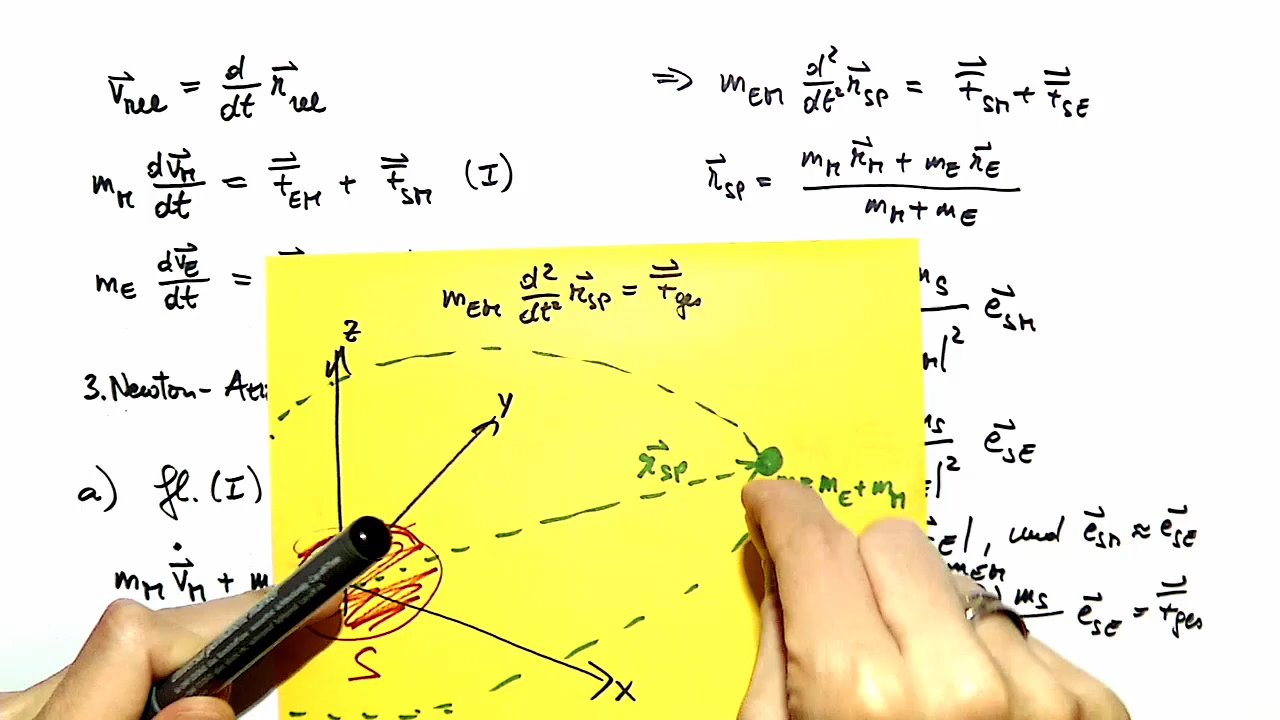 v⃗_rel = d/dt r⃗_rel
m_M dv⃗_M/dt = F⃗_EM + F⃗_SM (I)
m_E dv⃗_E/dt =
3. Newton-
a) Gl. (I)
m_M v⃗̇_M +
⇒ m_EM d²/dt² r⃗_SP = F⃗_SM + F⃗_SE
r⃗_SP = (m_M r⃗_M + m_E r⃗_E)/(m_M + m_E)
e⃗_SM
e⃗_SE
, und e⃗_SM ≈ e⃗_SE
m_EM
m_S e⃗_SE = F⃗_ges
m_EM d²/dt² r⃗_SP = F⃗_ges
z
y
r⃗_SP
m_E + m_M
S
x